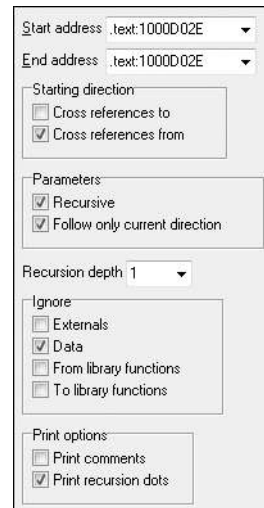 Start address .text:1000D02E
End address .text:1000D02E
Starting direction
Cross references to
Cross references from
Parameters
Recursive
Follow only current direction
Recursion depth 1
Ignore
Externals
Data
From library functions
To library functions
Print options
Print comments
Print recursion dots